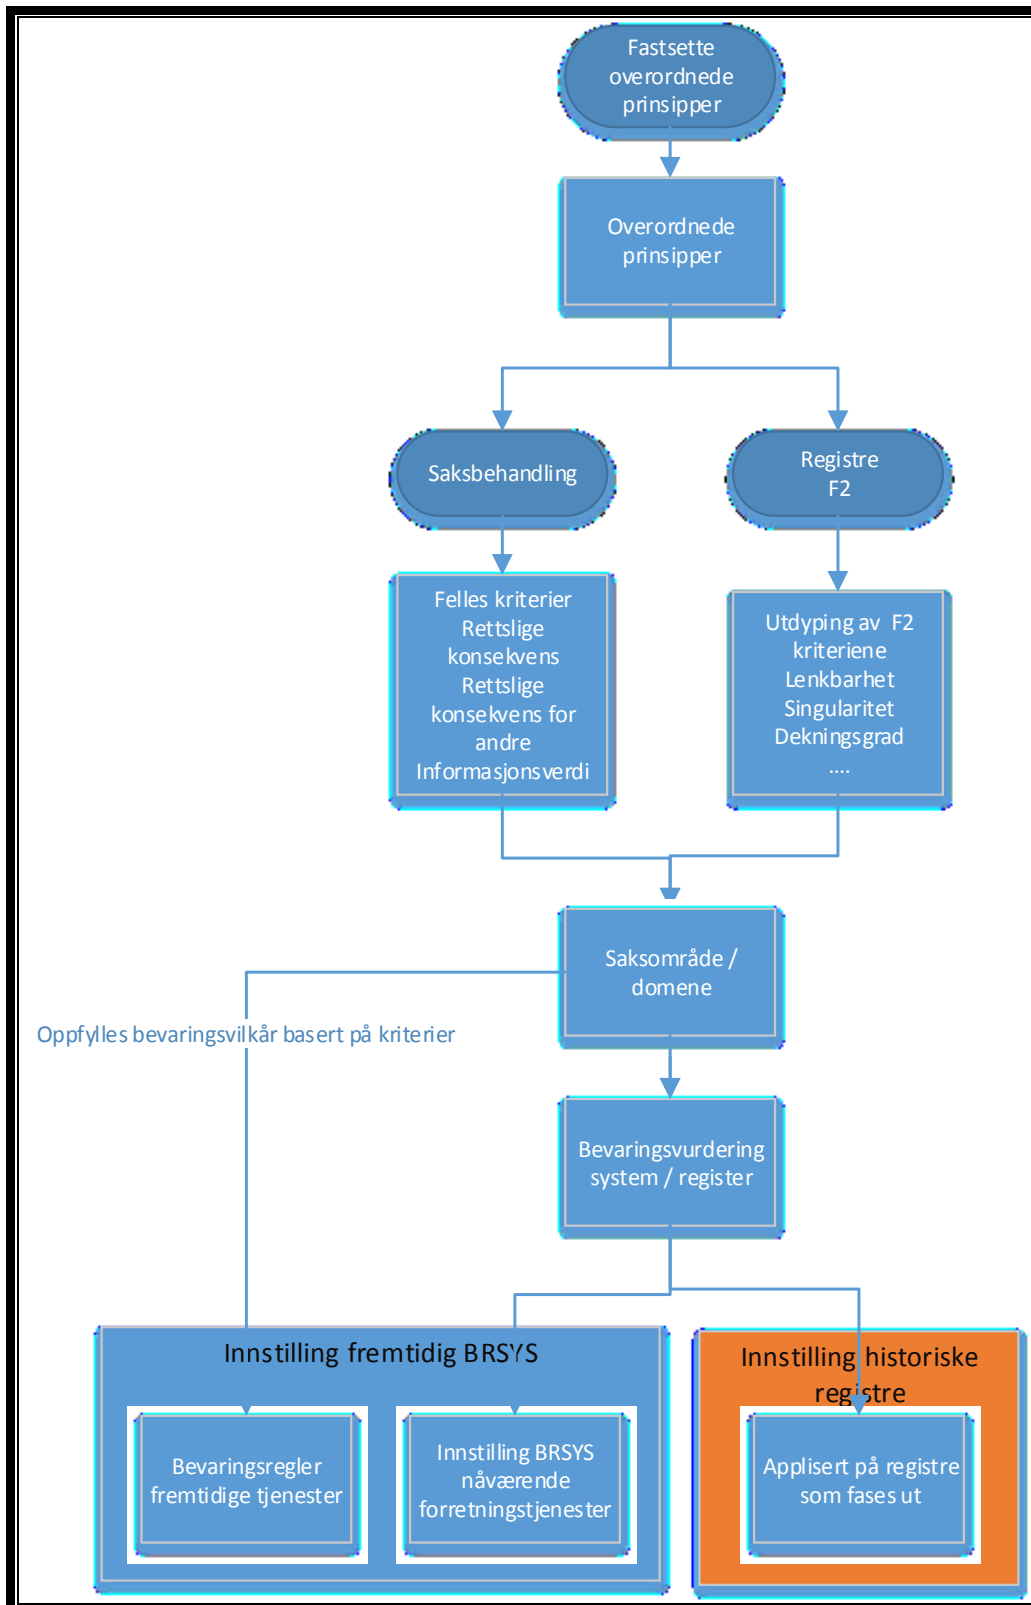 Fastsette
overordnede
prinsipper
Overordnede
prinsipper
Saksbehandling
Registre
F2
Felles kriterier
Rettslige
konsekvens
Rettslige
konsekvens for
andre
Informasjonsverdi
Utdyping av F2
kriteriene
Lenkbarhet
Singularitet
Dekningsgrad
....
Saksområde /
domene
Oppfylles bevaringsvilkår basert på kriterier
Bevaringsvurdering
system / register
Innstilling fremtidig BRSYS
Bevaringsregler
fremtidige tjenester
Innstilling BRSYS
nåværende
forretningstjenester
Innstilling historiske
registre
Applisert på registre
som fases ut